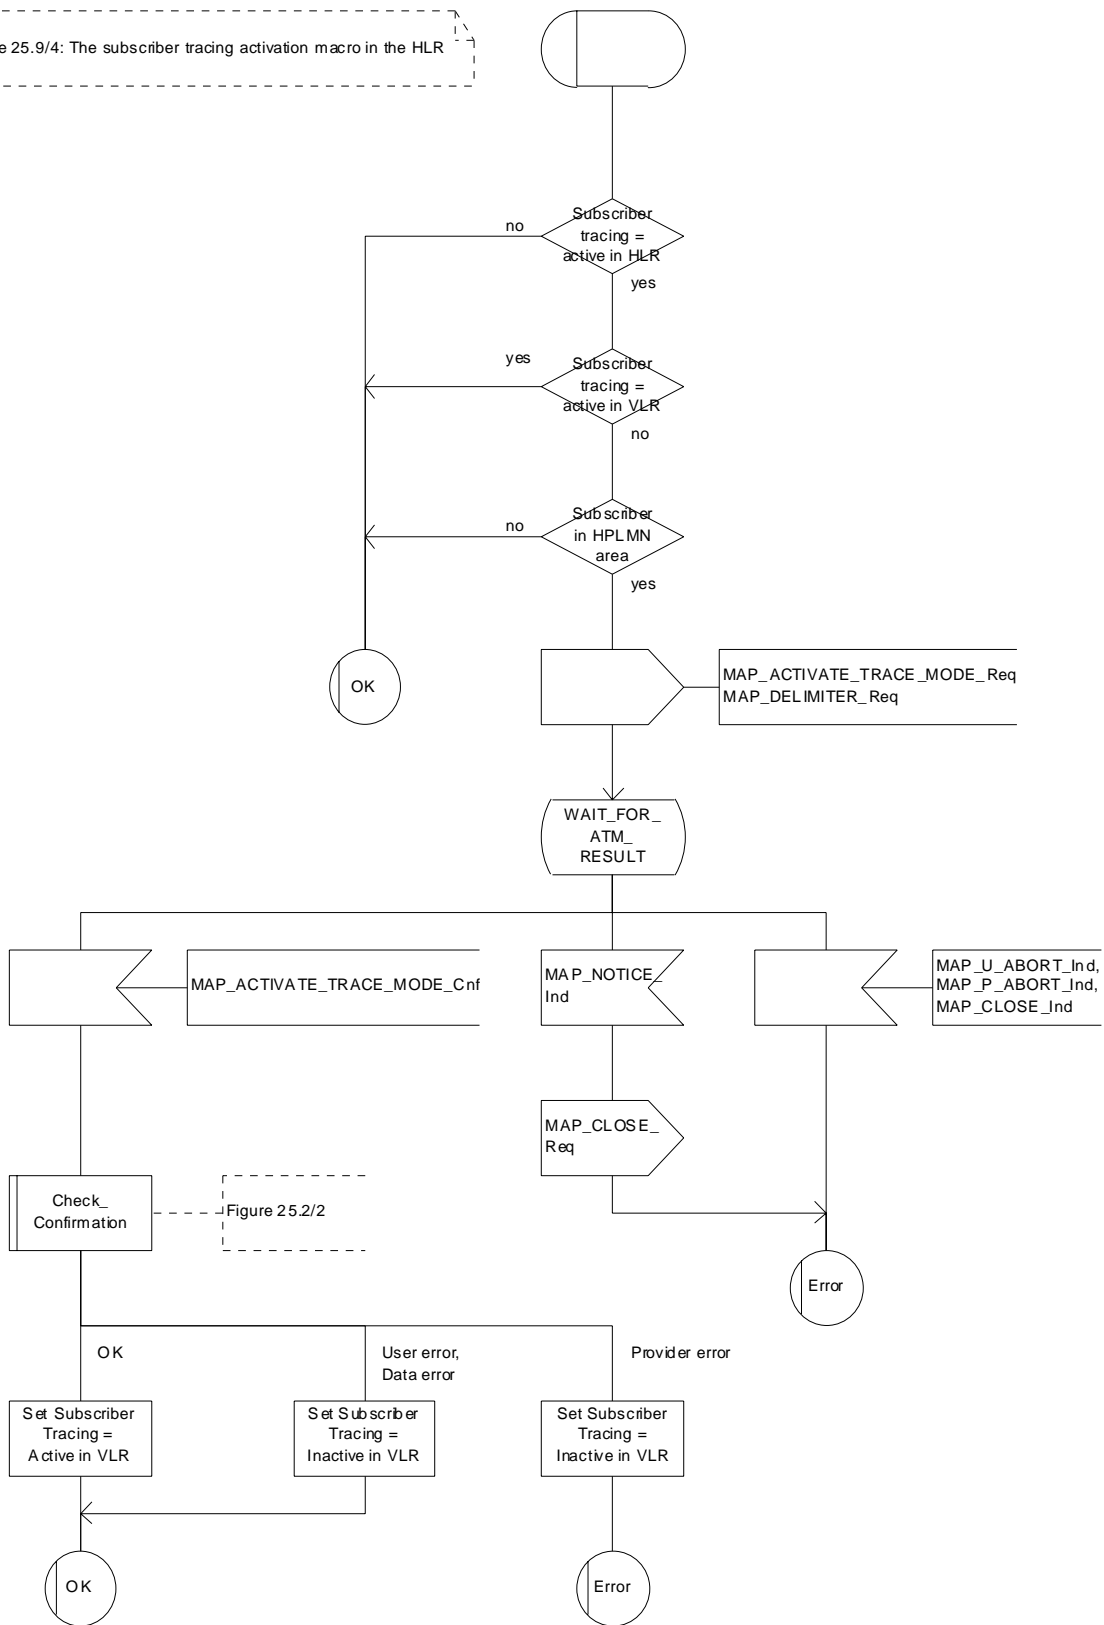 e 25.9/4: The subscriber tracing activation macro in the HLR
Subscriber
tracing =
active in HLR
no
yes
Subscriber
tracing =
active in VLR
yes
no
Subscriber
in HPLMN
area
no
yes
OK
MAP_ACTIVATE_TRACE_MODE_Req
MAP_DELIMITER_Req
WAIT_FOR_
ATM_
RESULT
MAP_ACTIVATE_TRACE_MODE_Cnf
MAP_NOTICE_
Ind
MAP_U_ABORT_Ind,
MAP_P_ABORT_Ind,
MAP_CLOSE_Ind
MAP_CLOSE_
Req
Check_
Confirmation
Figure 25.2/2
Error
OK
User error,
Data error
Provider error
Set Subscriber
Tracing =
Active in VLR
Set Subscriber
Tracing =
Inactive in VLR
Set Subscriber
Tracing =
Inactive in VLR
OK
Error